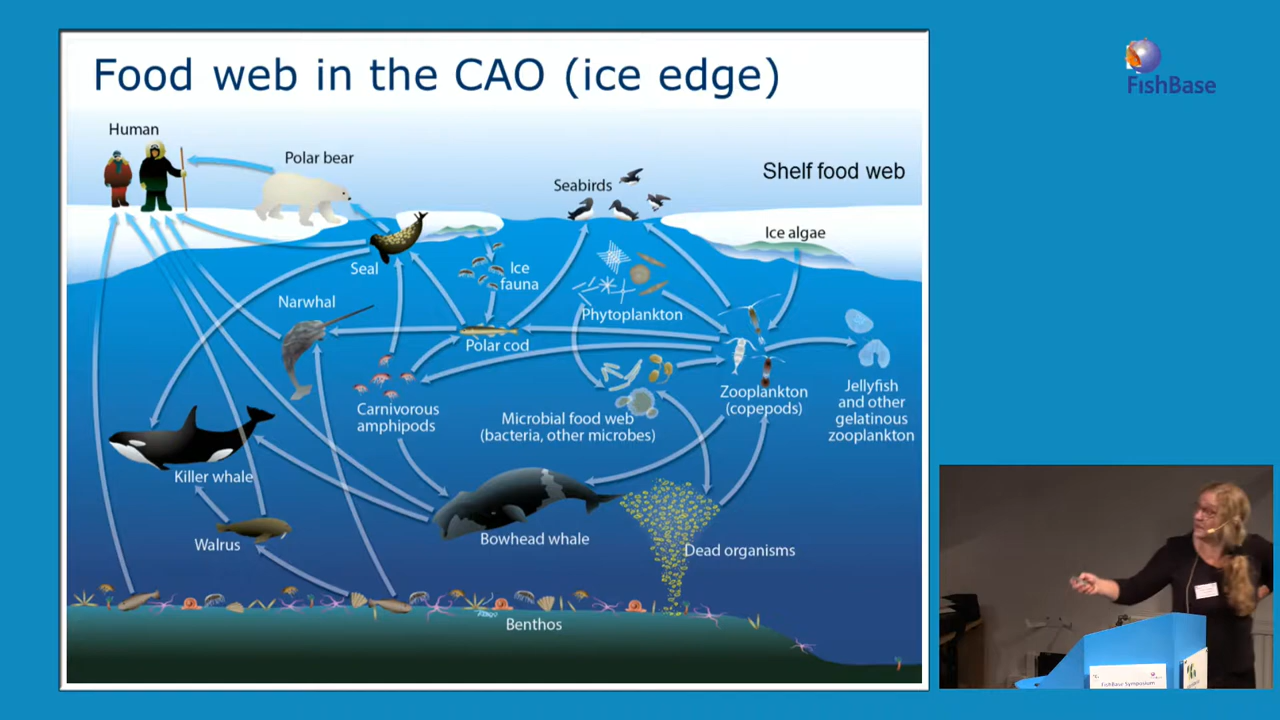 Food web in the CAO (ice edge)
FishBase
Human
Polar bear
Shelf food web
Seabirds
Ice algae
Seal
Ice
fauna
Narwhal
Phytoplankton
Polar cod
Carnivorous
amphipods
Zooplankton
(copepods)
Jellyfish
and other
gelatinous
zooplankton
Microbial food web
(bacteria, other microbes)
Killer whale
Bowhead whale
Walrus
Dead organisms
Benthos
FishBase Symposium